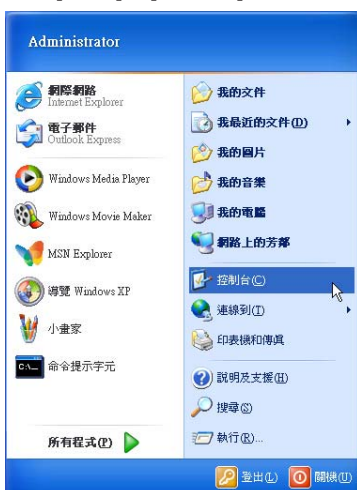 Administrator
網際網路
Internet Explorer
電子郵件
Outlook Express
Windows Media Player
Windows Movie Maker
MSN Explorer
導覽 Windows XP
小畫家
C:\_
命令提示字元
所有程式(P)
我的文件
我最近的文件(D)
我的圖片
我的音樂
我的電腦
網路上的芳鄰
控制台(C)
連線到(T)
印表機和傳真
說明及支援(H)
搜尋(S)
執行(R)...
登出(L)
關機(U)